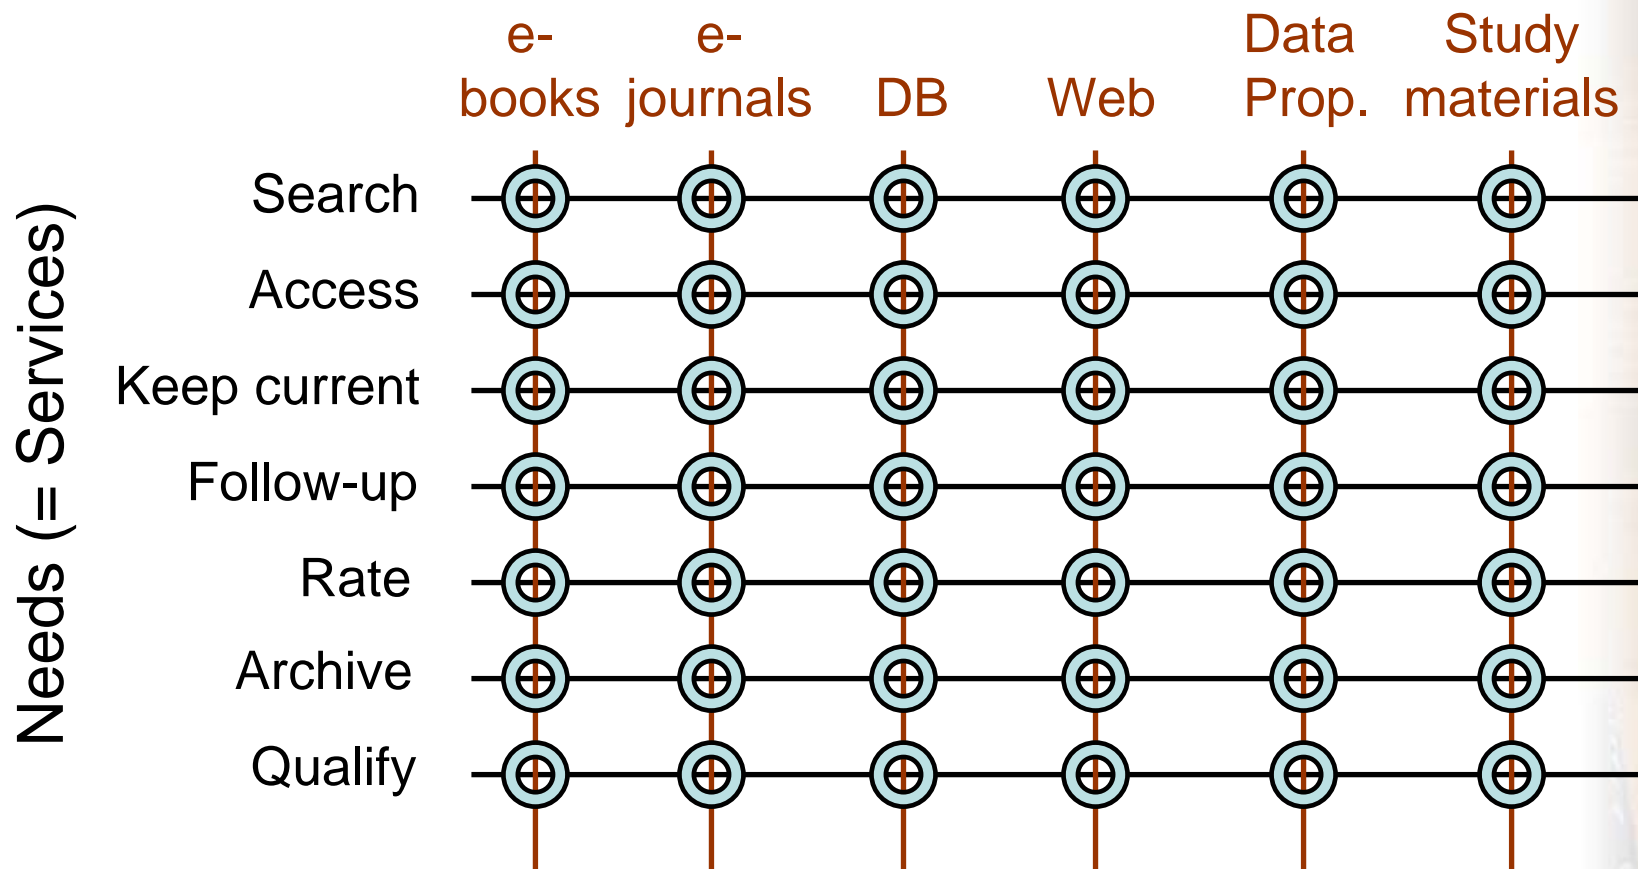 e- e- Data Study
books journals DB Web Prop. materials
Needs (= Services)
Search
Access
Keep current
Follow-up
Rate
Archive
Qualify